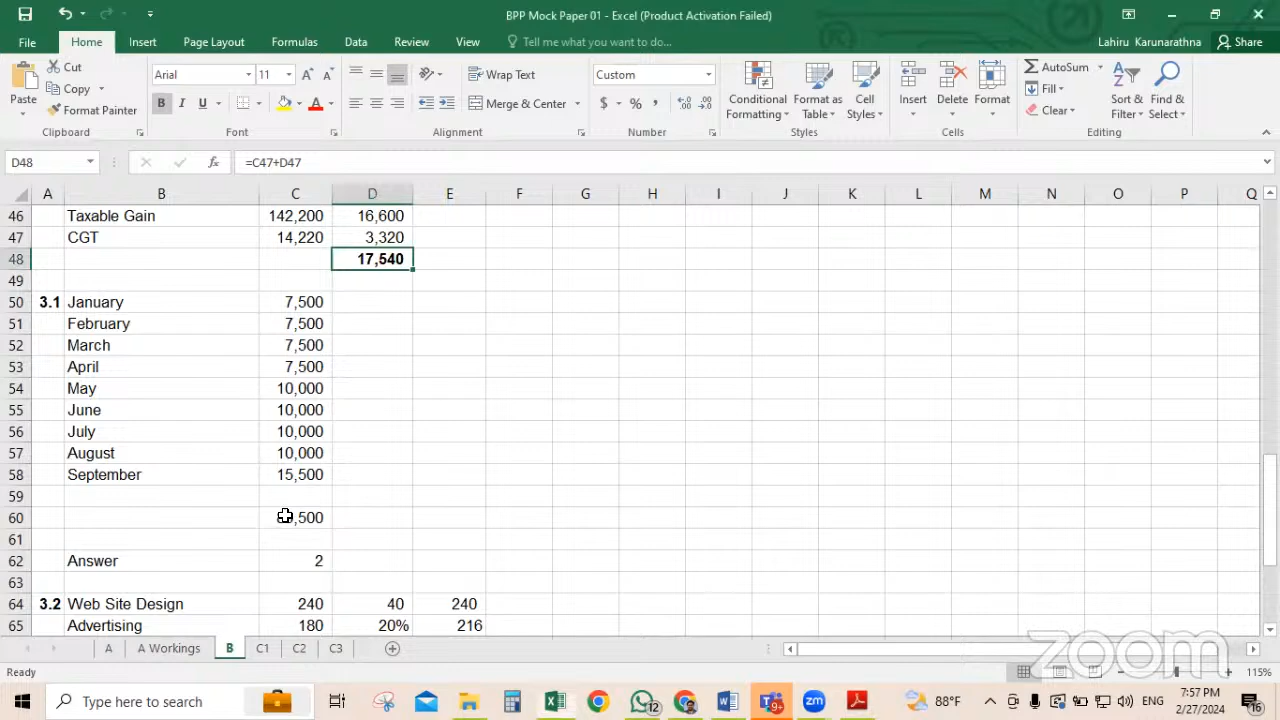 BPP Mock Paper 01 - Excel (Product Activation Failed)
File Home Insert Page Layout Formulas Data Review View Tell me what you want to do... Lahiru Karunarathna Share
Paste Cut Copy Format Painter Clipboard
Arial 11 B I U Font
Wrap Text Merge & Center Alignment
Custom $ % Number
Conditional Formatting Format as Table Cell Styles Styles
Insert Delete Format Cells
AutoSum Fill Clear Sort & Filter Find & Select Editing
D48 fx =C47+D47
A B C D E F G H I J K L M N O P Q
46 Taxable Gain 142,200 16,600
47 CGT 14,220 3,320
48 17,540
49
50 3.1 January 7,500
51 February 7,500
52 March 7,500
53 April 7,500
54 May 10,000
55 June 10,000
56 July 10,000
57 August 10,000
58 September 15,500
59
60 ,500
61
62 Answer 2
63
64 3.2 Web Site Design 240 40 240
65 Advertising 180 20% 216
A A Workings B C1 C2 C3
zoom
Ready 115%
Type here to search 12 9+ 88°F ENG 7:57 PM 2/27/2024 16